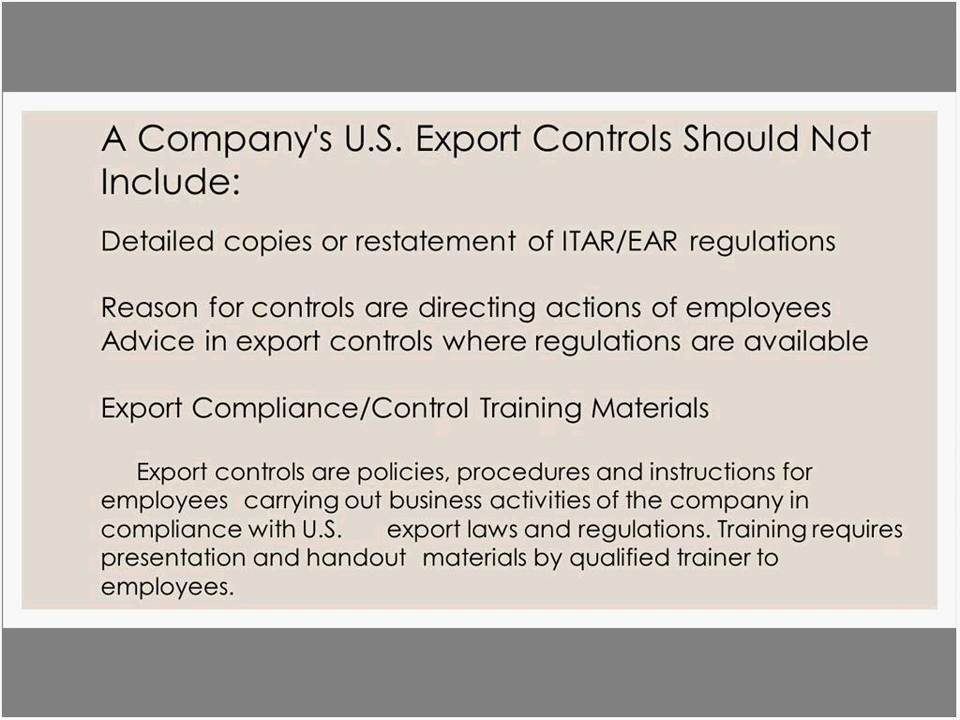 A Company's U.S. Export Controls Should Not
Include:
Detailed copies or restatement of ITAR/EAR regulations
Reason for controls are directing actions of employees
Advice in export controls where regulations are available
Export Compliance/Control Training Materials
Export controls are policies, procedures and instructions for
employees carrying out business activities of the company in
compliance with U.S. export laws and regulations. Training requires
presentation and handout materials by qualified trainer to
employees.